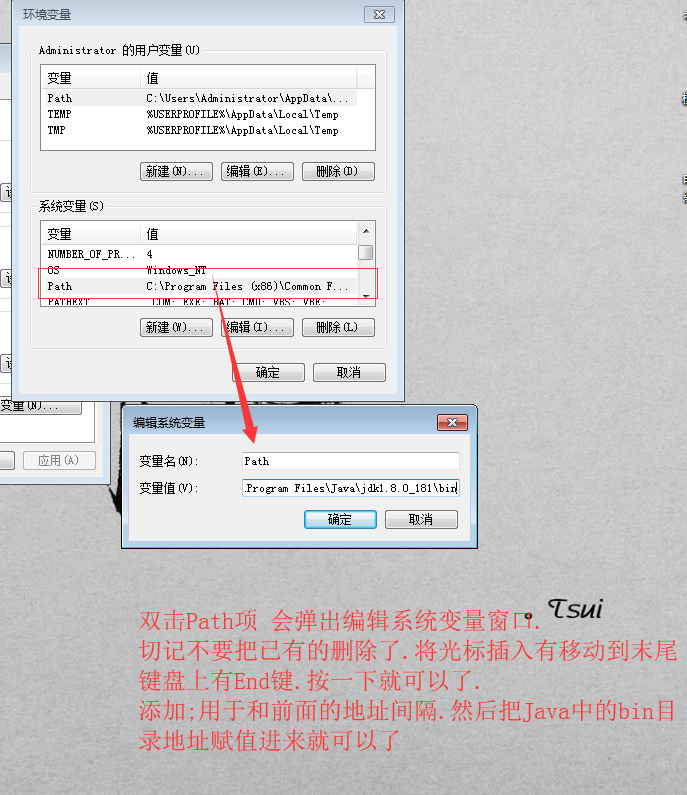 环境变量
Administrator 的用户变量(U)
变量 值
Path C:\Users\Administrator\AppData\...
TEMP %USERPROFILE%\AppData\Local\Temp
TMP %USERPROFILE%\AppData\Local\Temp
新建(N)... 编辑(E)... 删除(D)
系统变量(S)
变量 值
NUMBER_OF_PR... 4
OS Windows_NT
Path C:\Program Files (x86)\Common F...
PATHEXT .COM;.EXE;.BAT;.CMD;.VBS;.VBE;
新建(W)... 编辑(I)... 删除(L)
确定 取消
变量(N)...
应用(A)
编辑系统变量
变量名(N): Path
变量值(V): .Program Files\Java\jdk1.8.0_181\bin
确定 取消
Tsui
双击Path项 会弹出编辑系统变量窗口.
切记不要把已有的删除了.将光标插入有移动到末尾
键盘上有End键.按一下就可以了.
添加;用于和前面的地址间隔.然后把Java中的bin目
录地址赋值进来就可以了